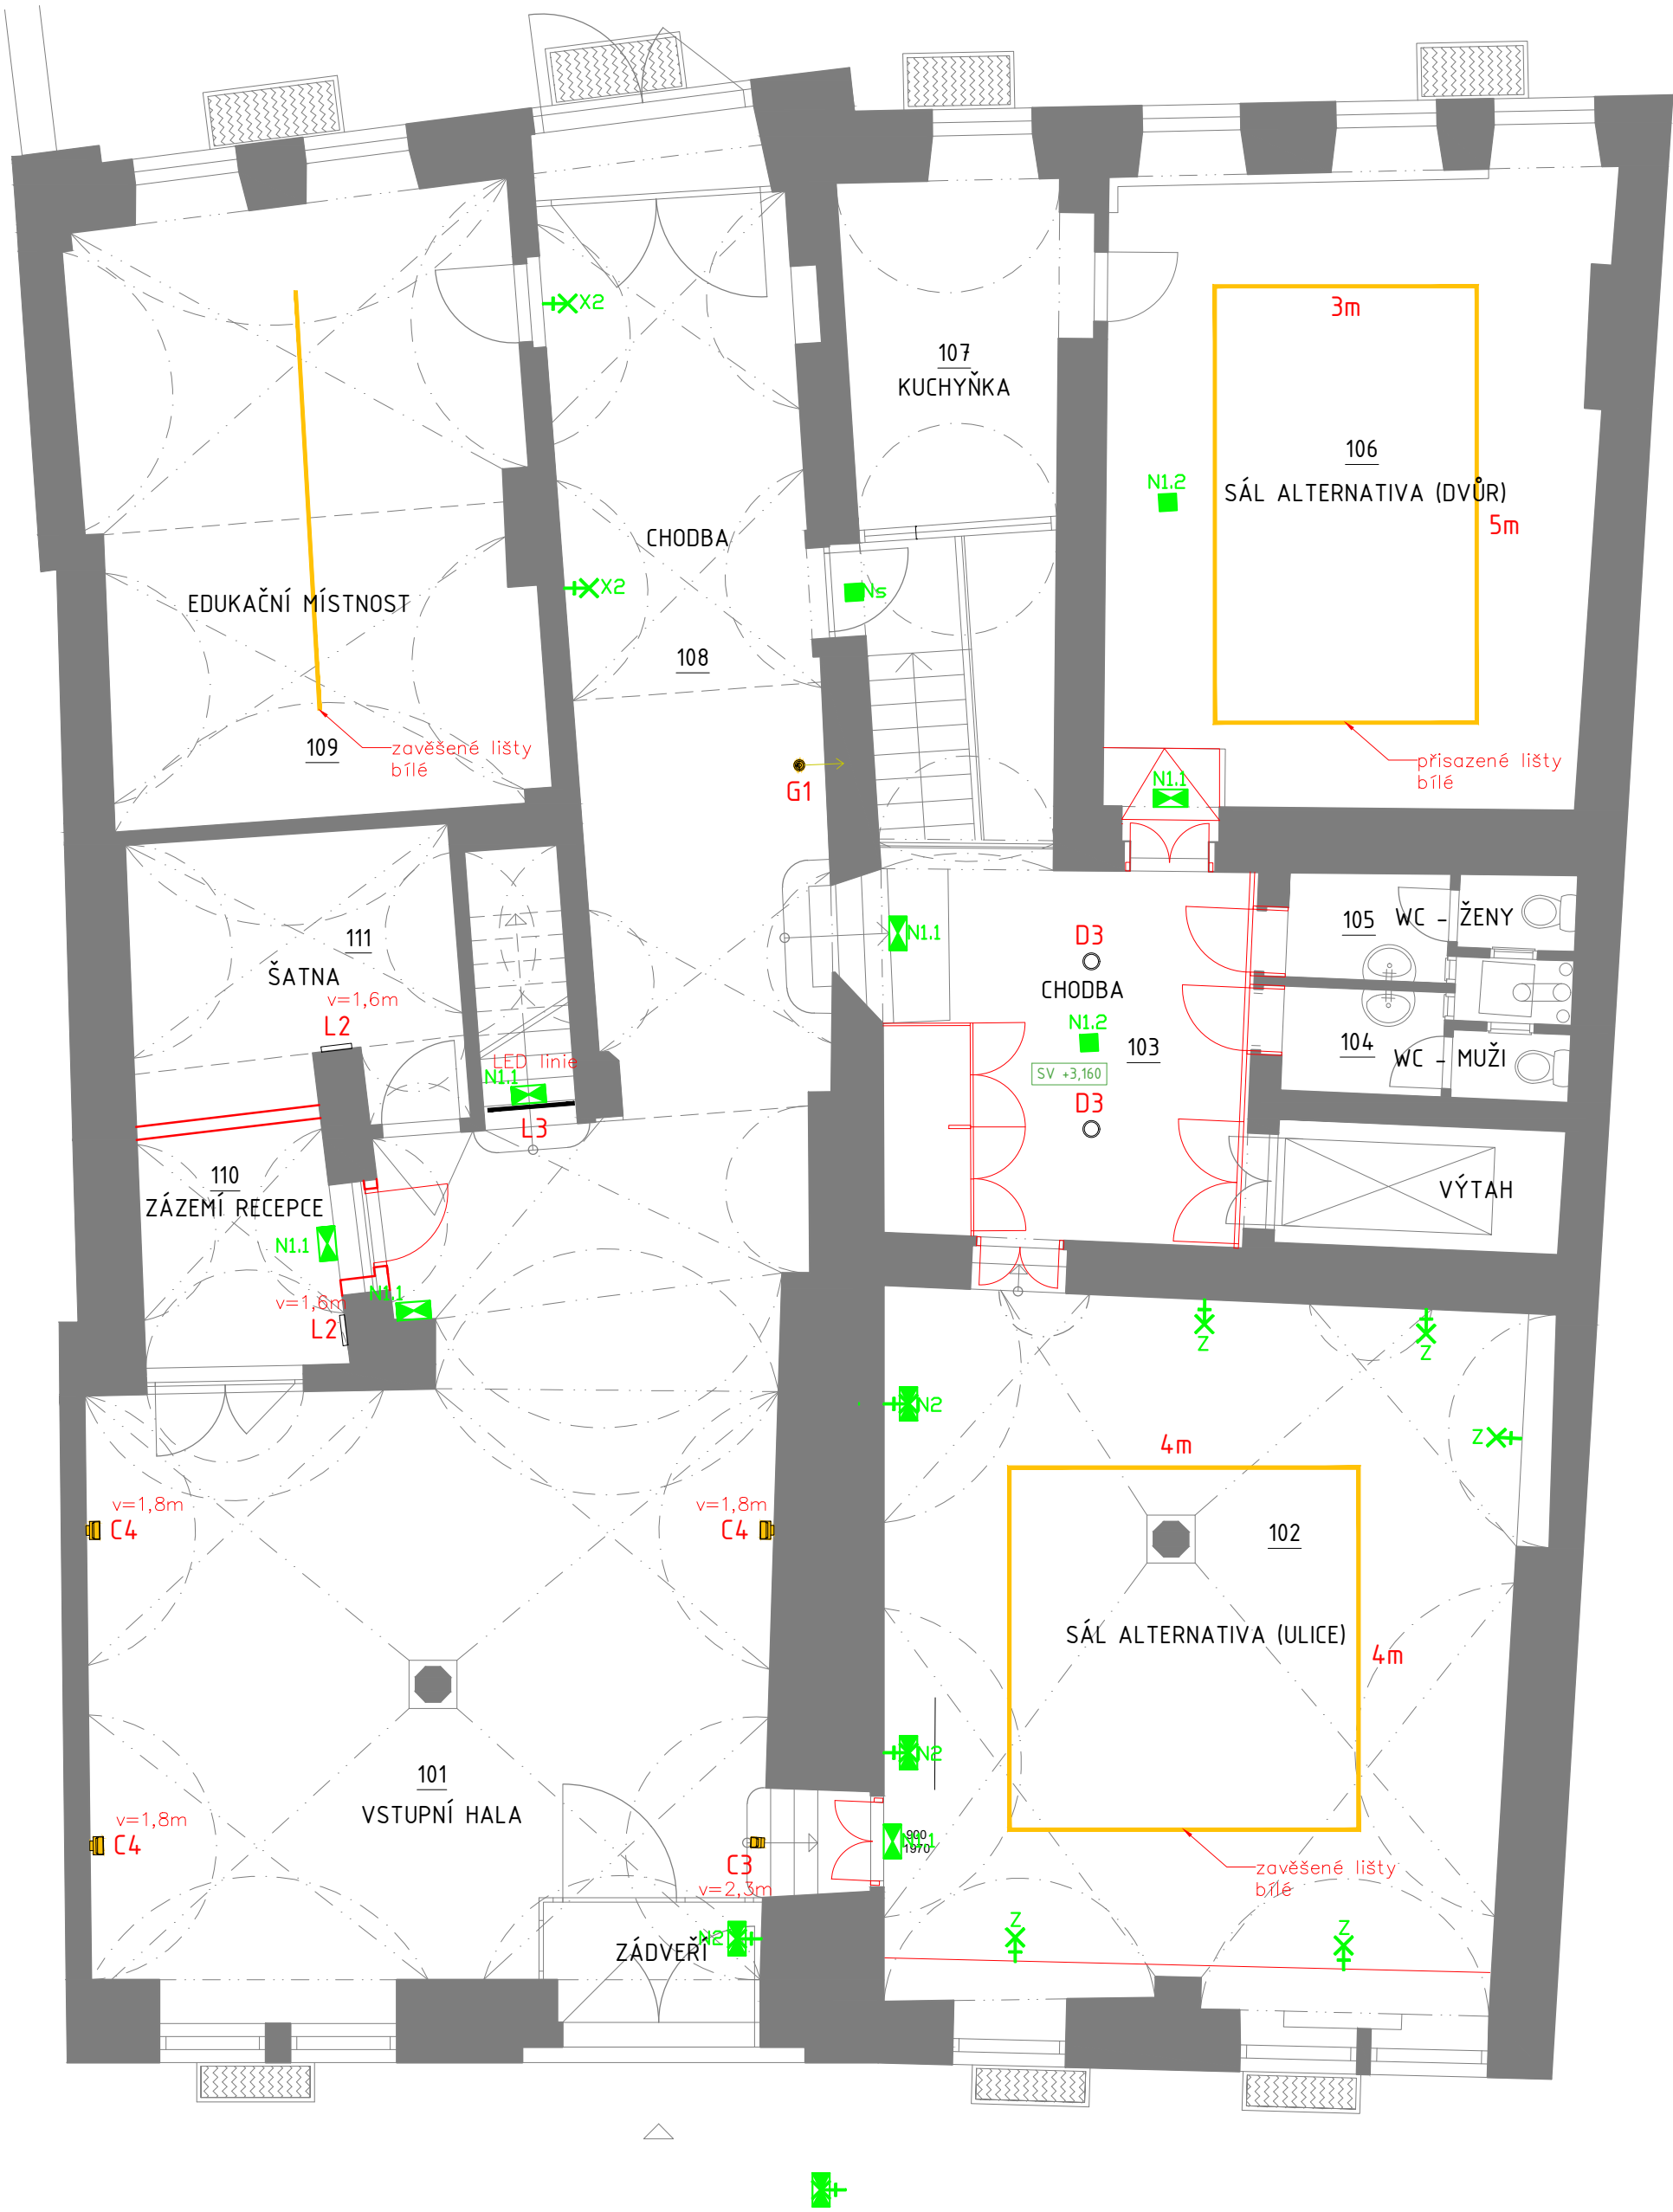 X2
3m
107
KUCHYŇKA
106
SÁL ALTERNATIVA (DVŮR)
N1.2
5m
CHODBA
X2
Ns
EDUKAČNÍ MÍSTNOST
108
109
zavěšené lišty
bílé
G1
přisazené lišty
bílé
N1.1
105
WC - ŽENY
111
ŠATNA
N1.1
D3
CHODBA
v=1,6m
L2
N1.2
103
104
WC - MUŽI
SV +3,160
LED linie
N1.1
L3
D3
110
ZÁZEMÍ RECEPCE
VÝTAH
N1.1
N1.1
v=1,6m
L2
Z
Z
N2
Z
4m
v=1,8m
C4
v=1,8m
C4
102
SÁL ALTERNATIVA (ULICE)
4m
N2
101
VSTUPNÍ HALA
v=1,8m
C4
N1.1
900
1970
C3
v=2,3m
zavěšené lišty
bílé
Z
Z
N2
ZÁDVEŘÍ